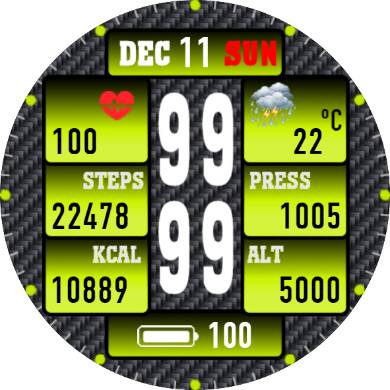 DEC 11 SUN
100
99
°C
22
STEPS
22478
PRESS
1005
99
KCAL
10889
ALT
5000
100